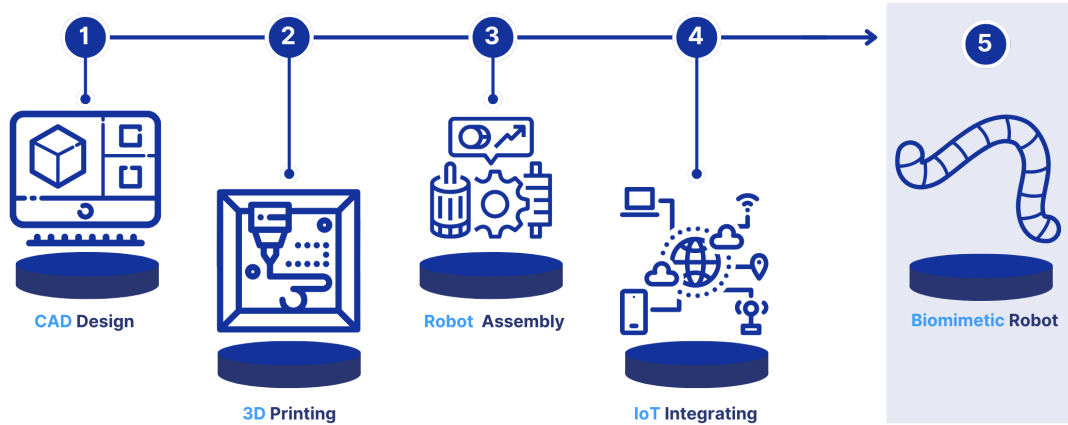 1
2
3
4
5
CAD Design
3D Printing
Robot Assembly
IoT Integrating
Biomimetic Robot